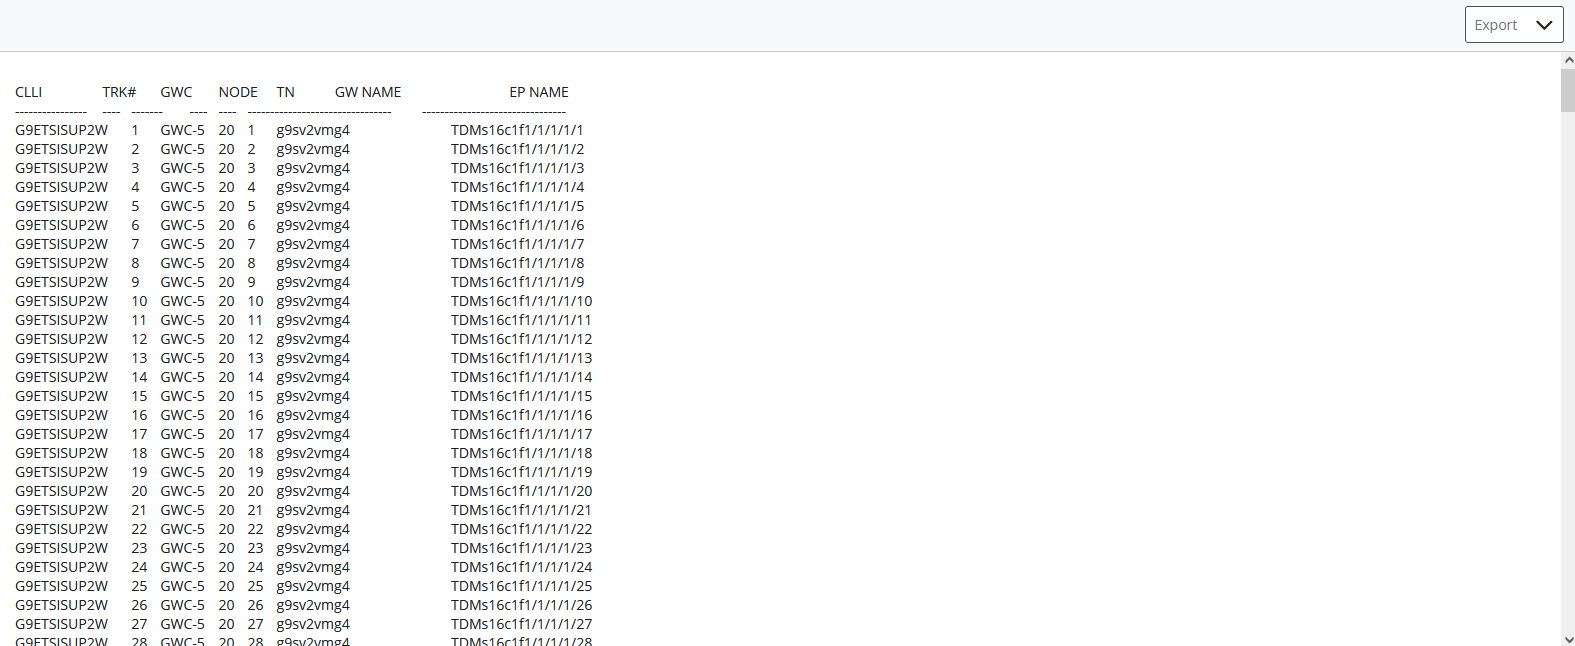 Export
CLLI TRK# GWC NODE TN GW NAME EP NAME
---------------- ---- ------- ---- ---- -------------------------------- --------------------------------
G9ETSISUP2W 1 GWC-5 20 1 g9sv2vmg4 TDMs16c1f1/1/1/1/1
G9ETSISUP2W 2 GWC-5 20 2 g9sv2vmg4 TDMs16c1f1/1/1/1/2
G9ETSISUP2W 3 GWC-5 20 3 g9sv2vmg4 TDMs16c1f1/1/1/1/3
G9ETSISUP2W 4 GWC-5 20 4 g9sv2vmg4 TDMs16c1f1/1/1/1/4
G9ETSISUP2W 5 GWC-5 20 5 g9sv2vmg4 TDMs16c1f1/1/1/1/5
G9ETSISUP2W 6 GWC-5 20 6 g9sv2vmg4 TDMs16c1f1/1/1/1/6
G9ETSISUP2W 7 GWC-5 20 7 g9sv2vmg4 TDMs16c1f1/1/1/1/7
G9ETSISUP2W 8 GWC-5 20 8 g9sv2vmg4 TDMs16c1f1/1/1/1/8
G9ETSISUP2W 9 GWC-5 20 9 g9sv2vmg4 TDMs16c1f1/1/1/1/9
G9ETSISUP2W 10 GWC-5 20 10 g9sv2vmg4 TDMs16c1f1/1/1/1/10
G9ETSISUP2W 11 GWC-5 20 11 g9sv2vmg4 TDMs16c1f1/1/1/1/11
G9ETSISUP2W 12 GWC-5 20 12 g9sv2vmg4 TDMs16c1f1/1/1/1/12
G9ETSISUP2W 13 GWC-5 20 13 g9sv2vmg4 TDMs16c1f1/1/1/1/13
G9ETSISUP2W 14 GWC-5 20 14 g9sv2vmg4 TDMs16c1f1/1/1/1/14
G9ETSISUP2W 15 GWC-5 20 15 g9sv2vmg4 TDMs16c1f1/1/1/1/15
G9ETSISUP2W 16 GWC-5 20 16 g9sv2vmg4 TDMs16c1f1/1/1/1/16
G9ETSISUP2W 17 GWC-5 20 17 g9sv2vmg4 TDMs16c1f1/1/1/1/17
G9ETSISUP2W 18 GWC-5 20 18 g9sv2vmg4 TDMs16c1f1/1/1/1/18
G9ETSISUP2W 19 GWC-5 20 19 g9sv2vmg4 TDMs16c1f1/1/1/1/19
G9ETSISUP2W 20 GWC-5 20 20 g9sv2vmg4 TDMs16c1f1/1/1/1/20
G9ETSISUP2W 21 GWC-5 20 21 g9sv2vmg4 TDMs16c1f1/1/1/1/21
G9ETSISUP2W 22 GWC-5 20 22 g9sv2vmg4 TDMs16c1f1/1/1/1/22
G9ETSISUP2W 23 GWC-5 20 23 g9sv2vmg4 TDMs16c1f1/1/1/1/23
G9ETSISUP2W 24 GWC-5 20 24 g9sv2vmg4 TDMs16c1f1/1/1/1/24
G9ETSISUP2W 25 GWC-5 20 25 g9sv2vmg4 TDMs16c1f1/1/1/1/25
G9ETSISUP2W 26 GWC-5 20 26 g9sv2vmg4 TDMs16c1f1/1/1/1/26
G9ETSISUP2W 27 GWC-5 20 27 g9sv2vmg4 TDMs16c1f1/1/1/1/27
G9ETSISUP2W 28 GWC-5 20 28 g9sv2vmg4 TDMs16c1f1/1/1/1/28